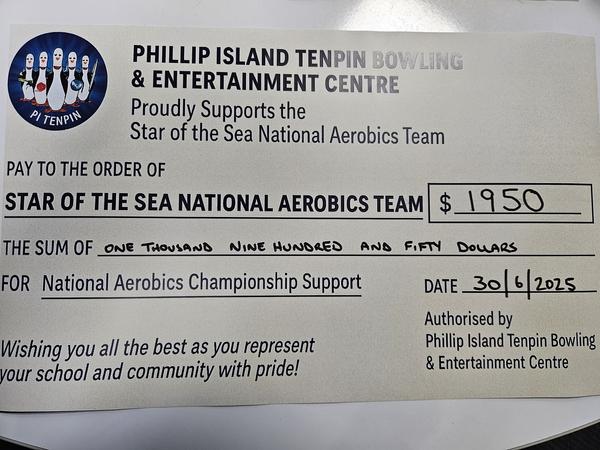 PHILLIP ISLAND TENPIN BOWLING
& ENTERTAINMENT CENTRE
Proudly Supports the
Star of the Sea National Aerobics Team
PI TENPIN
PAY TO THE ORDER OF
STAR OF THE SEA NATIONAL AEROBICS TEAM $ 1950
THE SUM OF ONE THOUSAND NINE HUNDRED AND FIFTY DOLLARS
FOR National Aerobics Championship Support
DATE 30/6/2025
Authorised by
Phillip Island Tenpin Bowling
& Entertainment Centre
Wishing you all the best as you represent
your school and community with pride!